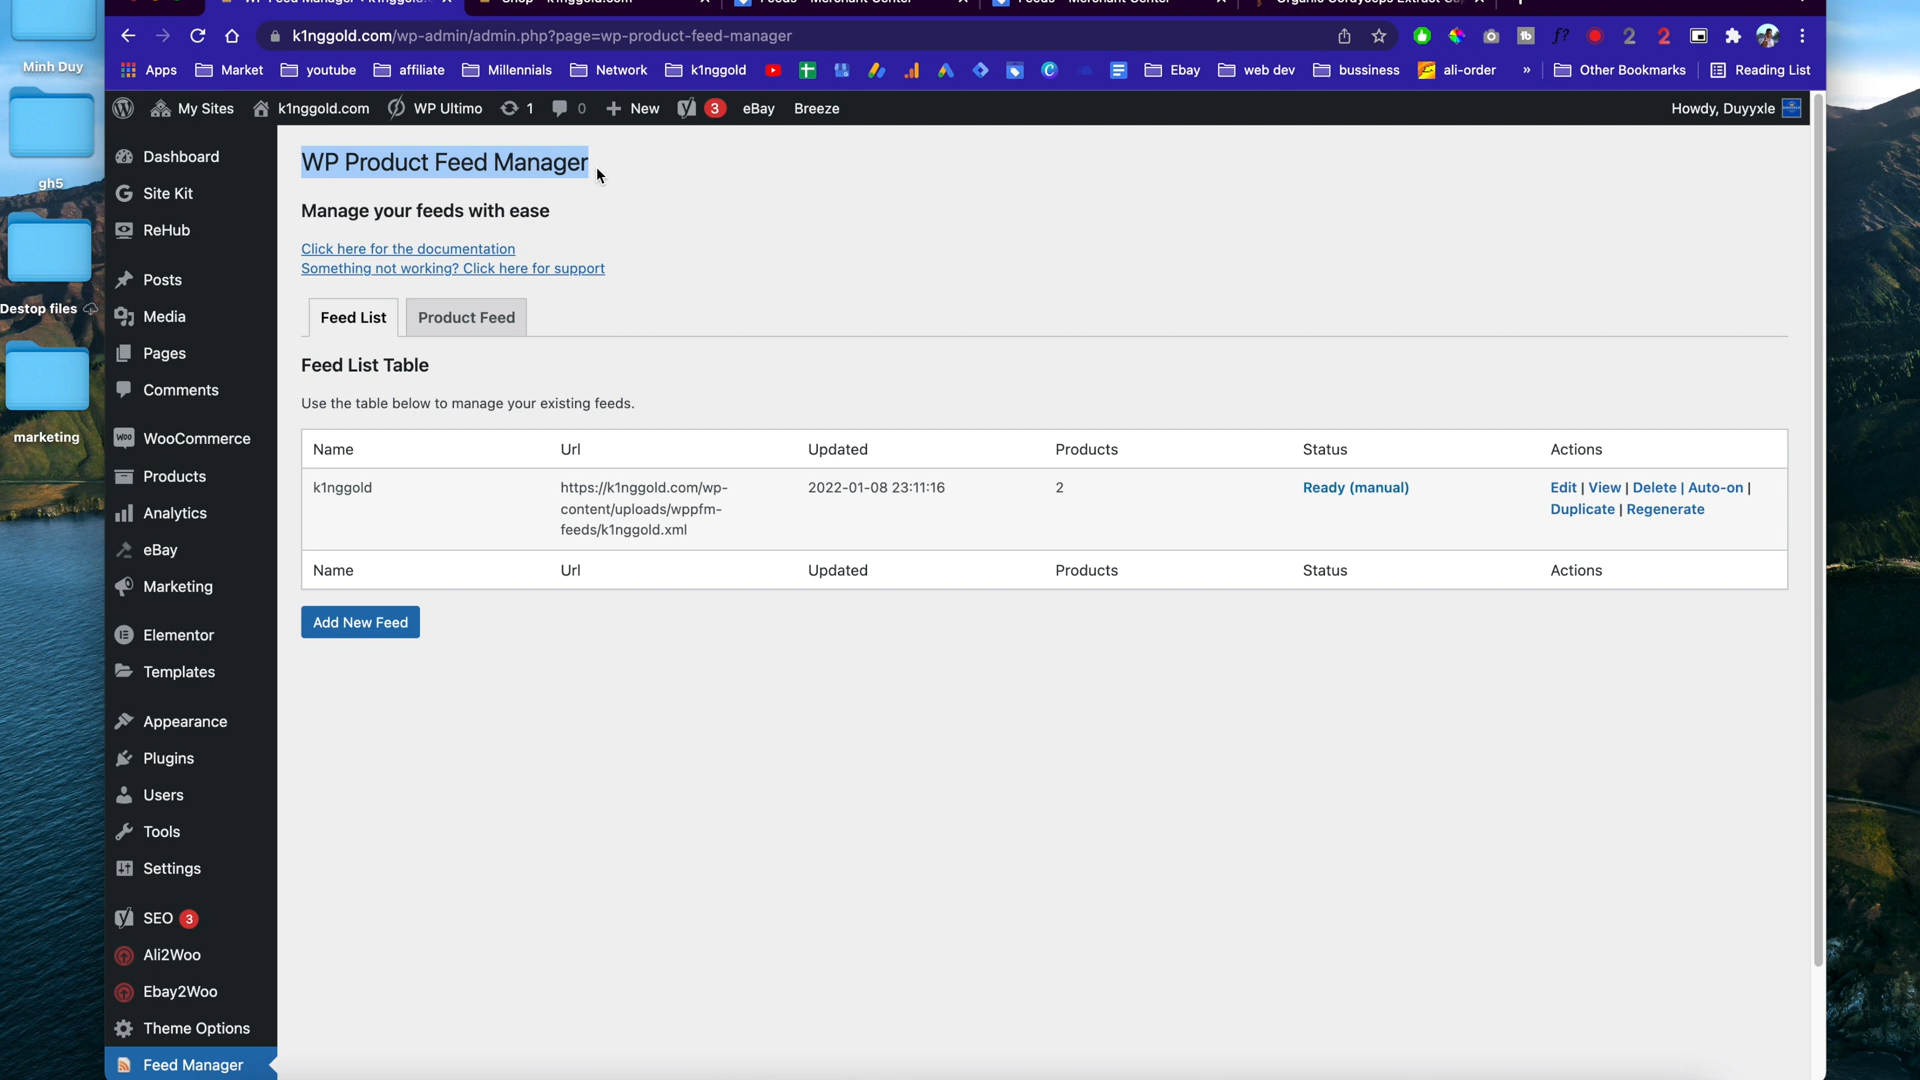 k1nggold.com/wp-admin/admin.php?page=wp-product-feed-manager
Apps Market youtube affiliate Millennials Network k1nggold Ebay web dev bussiness ali-order » Other Bookmarks Reading List
My Sites k1nggold.com WP Ultimo 1 0 New 3 eBay Breeze Howdy, Duyyxle
Minh Duy
gh5
Destop files
marketing
Dashboard
Site Kit
ReHub
Posts
Media
Pages
Comments
WooCommerce
Products
Analytics
eBay
Marketing
Elementor
Templates
Appearance
Plugins
Users
Tools
Settings
SEO 3
Ali2Woo
Ebay2Woo
Theme Options
Feed Manager
WP Product Feed Manager
Manage your feeds with ease
Click here for the documentation
Something not working? Click here for support
Feed List Product Feed
Feed List Table
Use the table below to manage your existing feeds.
Name Url Updated Products Status Actions
k1nggold https://k1nggold.com/wp- 2022-01-08 23:11:16 2 Ready (manual) Edit | View | Delete | Auto-on |
content/uploads/wppfm- Duplicate | Regenerate
feeds/k1nggold.xml
Name Url Updated Products Status Actions
Add New Feed